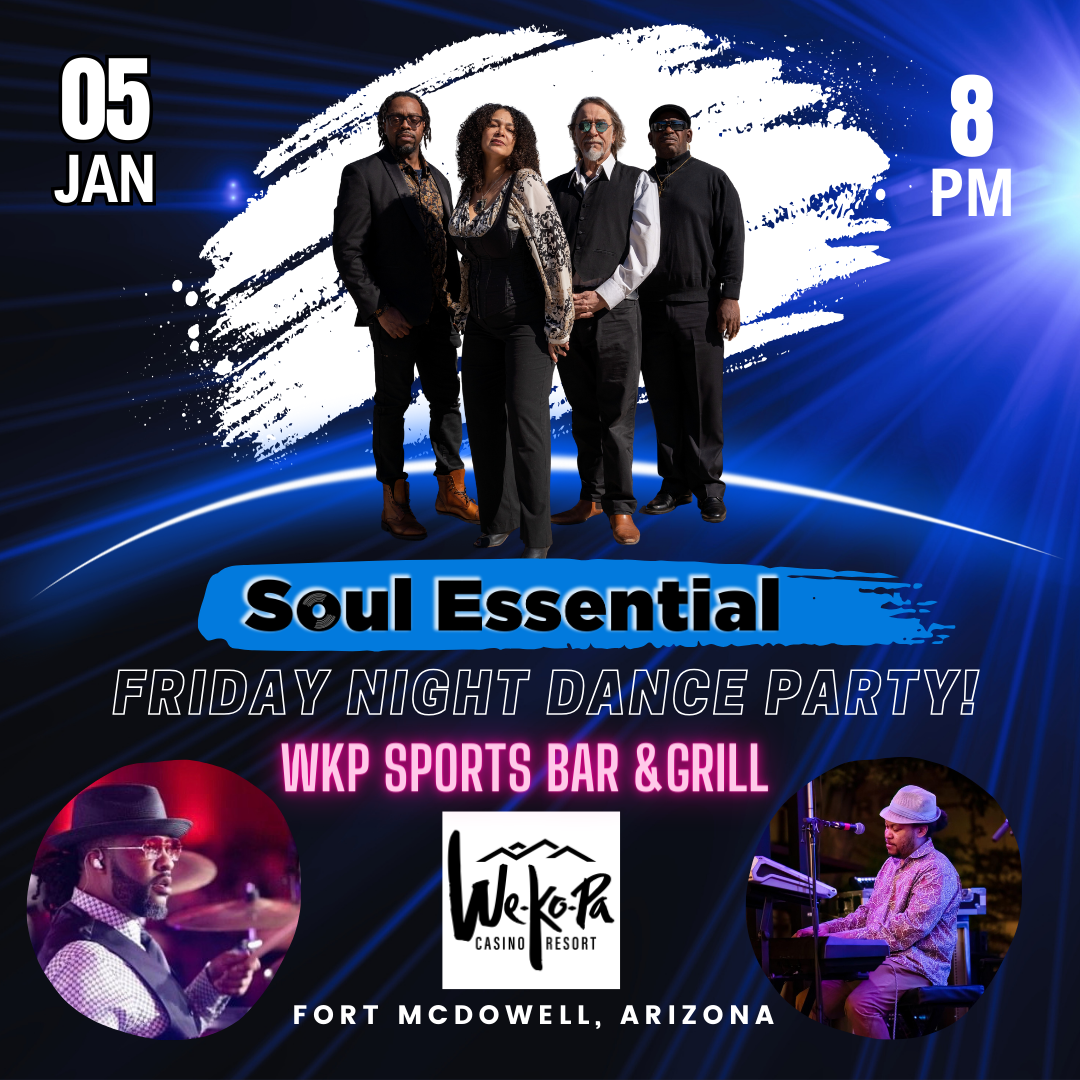 05
JAN
8
PM
Soul Essential
FRIDAY NIGHT DANCE PARTY!
WKP SPORTS BAR &GRILL
We-Ko-Pa
CASINO RESORT
FORT MCDOWELL, ARIZONA